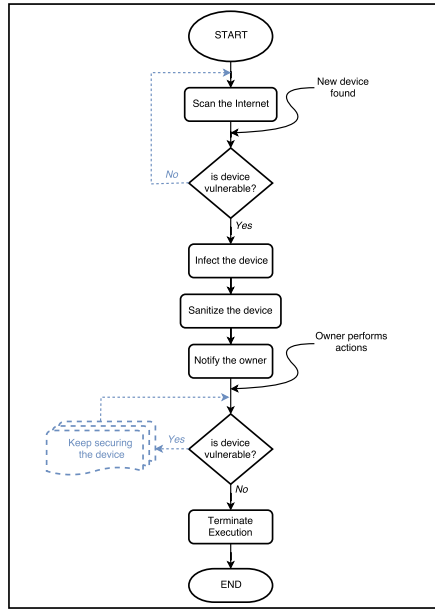 START
New device
found
Scan the Internet
No
is device
vulnerable?
Yes
Infect the device
Sanitize the device
Owner performs
actions
Notify the owner
Keep securing
the device
Yes
is device
vulnerable?
No
Terminate
Execution
END